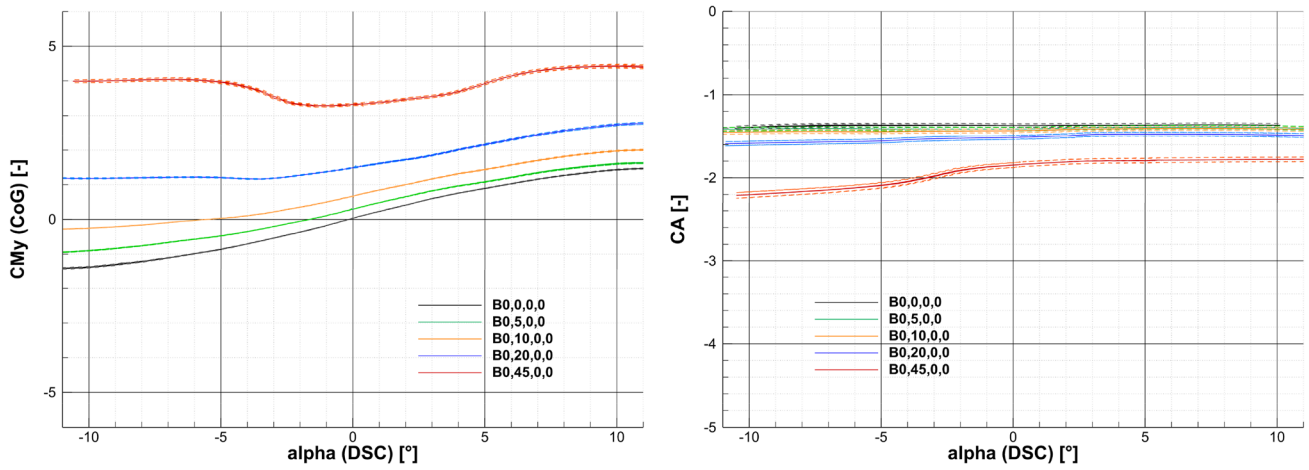 5
0
-5
CMy (CoG) [-]
-10
-5
0
5
10
alpha (DSC) [°]
B0,0,0,0
B0,5,0,0
B0,10,0,0
B0,20,0,0
B0,45,0,0
0
-1
-2
-3
-4
-5
CA [-]
-10
-5
0
5
10
alpha (DSC) [°]
B0,0,0,0
B0,5,0,0
B0,10,0,0
B0,20,0,0
B0,45,0,0